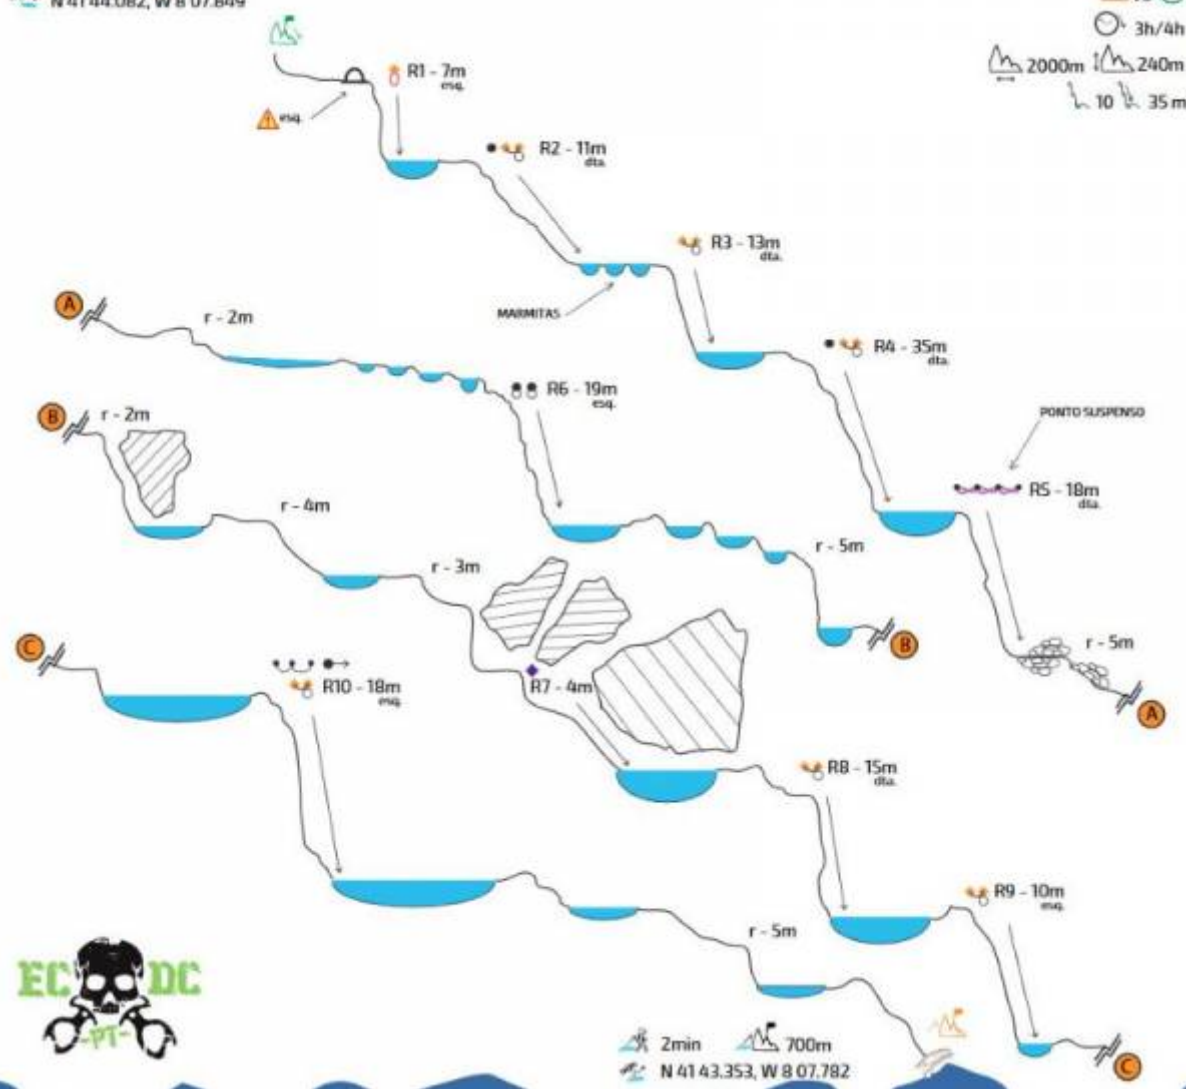 N 41 44.082, W 8 07.849
3h/4h
2000m 240m
10 35 m
R1 - 7m
esq.
esq.
R2 - 11m
dta.
R3 - 13m
dta.
MARMITAS
R4 - 35m
dta.
PONTO SUSPENSO
R5 - 18m
dta.
r - 5m
A
A
r - 2m
R6 - 19m
esq.
r - 5m
B
B
r - 2m
r - 4m
r - 3m
R7 - 4m
R8 - 15m
dta.
R9 - 10m
esq.
C
C
R10 - 18m
esq.
r - 5m
EC DC
-PT-
2min 700m
N 41 43.353, W 8 07.782